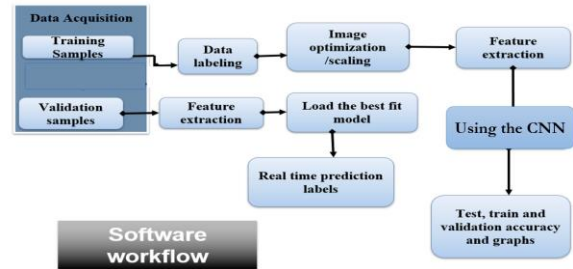 Data Acquisition
Training
Samples
Data
labeling
Image
optimization
/scaling
Feature
extraction
Validation
samples
Feature
extraction
Load the best fit
model
Using the CNN
Real time prediction
labels
Test, train and
validation accuracy
and graphs
Software
workflow